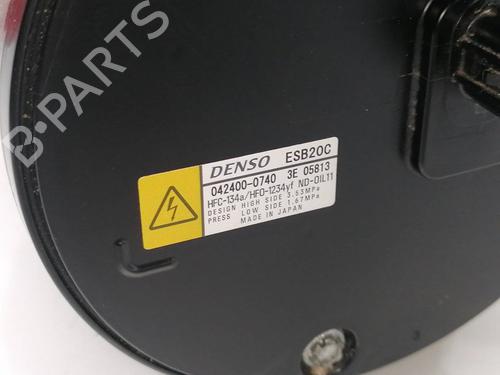 B-PARTS
DENSO ESB20C
042400-0740 3E 05813
HFC-134a/HFO-1234yf ND-OIL11
DESIGN HIGH SIDE 3.53MPa
PRESS LOW SIDE 1.67MPa
MADE IN JAPAN